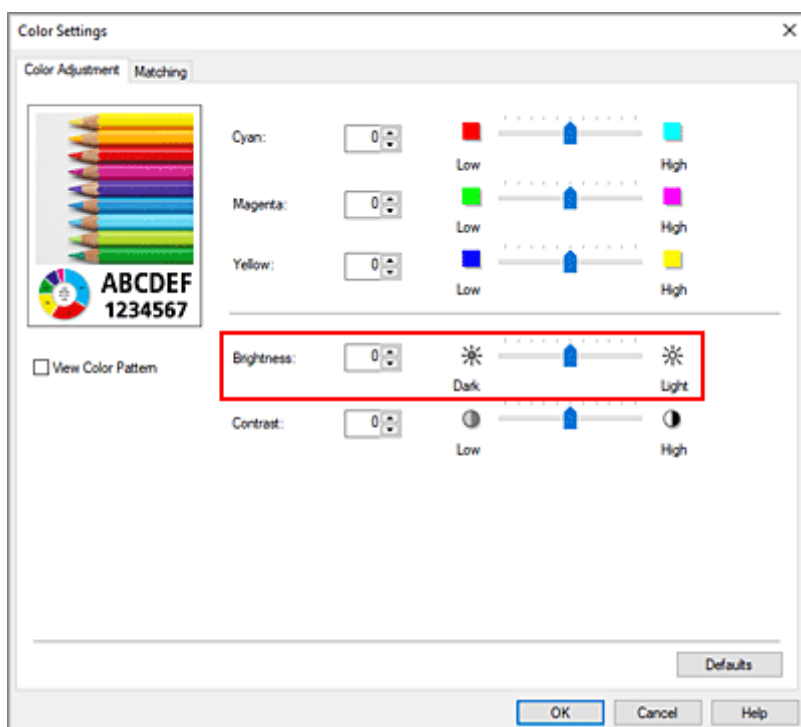 Color Settings
Color Adjustment Matching
Cyan: 0
Low High
Magenta: 0
Low High
Yellow: 0
Low High
ABCDEF
1234567
View Color Pattern
Brightness: 0
Dark Light
Contrast: 0
Low High
Defaults
OK Cancel Help